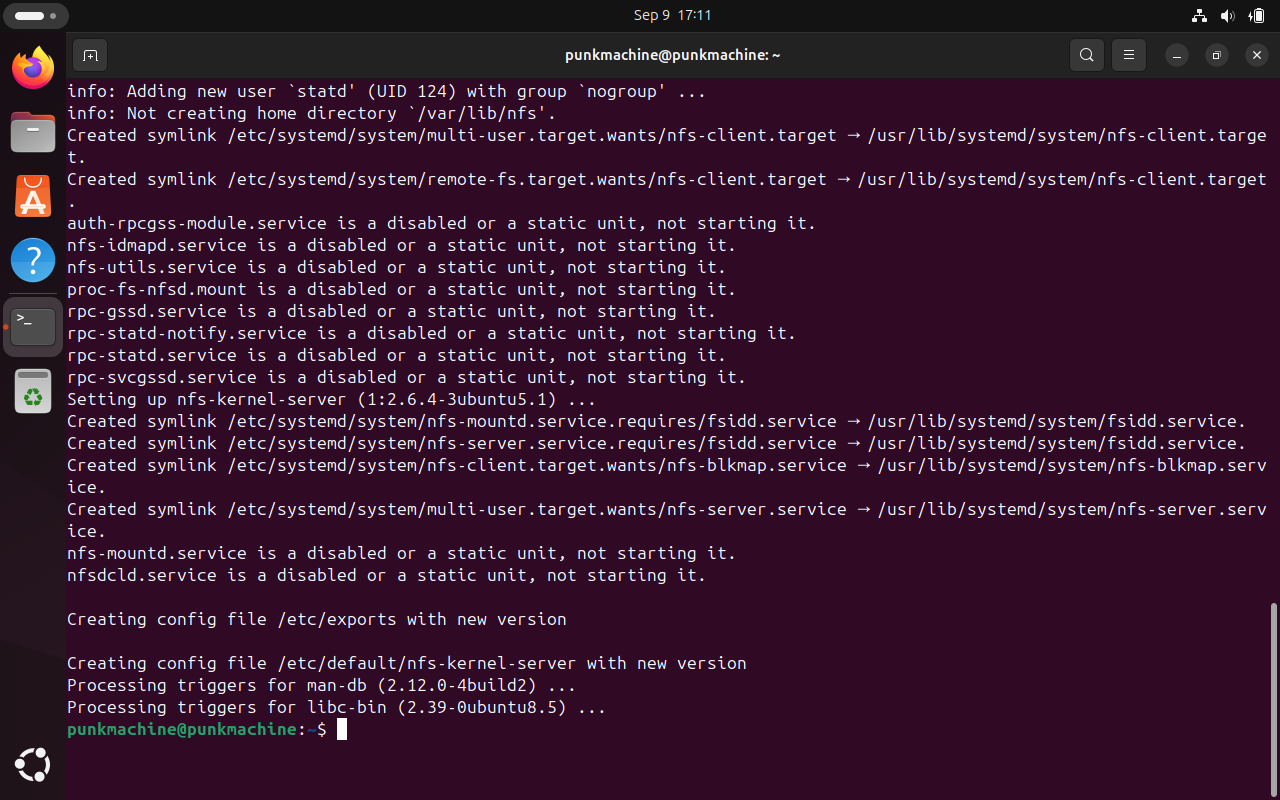 Sep 9 17:11
punkmachine@punkmachine: ~
info: Adding new user `statd' (UID 124) with group `nogroup' ...
info: Not creating home directory `/var/lib/nfs'.
Created symlink /etc/systemd/system/multi-user.target.wants/nfs-client.target → /usr/lib/systemd/system/nfs-client.targe
t.
Created symlink /etc/systemd/system/remote-fs.target.wants/nfs-client.target → /usr/lib/systemd/system/nfs-client.target
.
auth-rpcgss-module.service is a disabled or a static unit, not starting it.
nfs-idmapd.service is a disabled or a static unit, not starting it.
nfs-utils.service is a disabled or a static unit, not starting it.
proc-fs-nfsd.mount is a disabled or a static unit, not starting it.
rpc-gssd.service is a disabled or a static unit, not starting it.
rpc-statd-notify.service is a disabled or a static unit, not starting it.
rpc-statd.service is a disabled or a static unit, not starting it.
rpc-svcgssd.service is a disabled or a static unit, not starting it.
Setting up nfs-kernel-server (1:2.6.4-3ubuntu5.1) ...
Created symlink /etc/systemd/system/nfs-mountd.service.requires/fsidd.service → /usr/lib/systemd/system/fsidd.service.
Created symlink /etc/systemd/system/nfs-server.service.requires/fsidd.service → /usr/lib/systemd/system/fsidd.service.
Created symlink /etc/systemd/system/nfs-client.target.wants/nfs-blkmap.service → /usr/lib/systemd/system/nfs-blkmap.serv
ice.
Created symlink /etc/systemd/system/multi-user.target.wants/nfs-server.service → /usr/lib/systemd/system/nfs-server.serv
ice.
nfs-mountd.service is a disabled or a static unit, not starting it.
nfsdcld.service is a disabled or a static unit, not starting it.
Creating config file /etc/exports with new version
Creating config file /etc/default/nfs-kernel-server with new version
Processing triggers for man-db (2.12.0-4build2) ...
Processing triggers for libc-bin (2.39-0ubuntu8.5) ...
punkmachine@punkmachine:~$